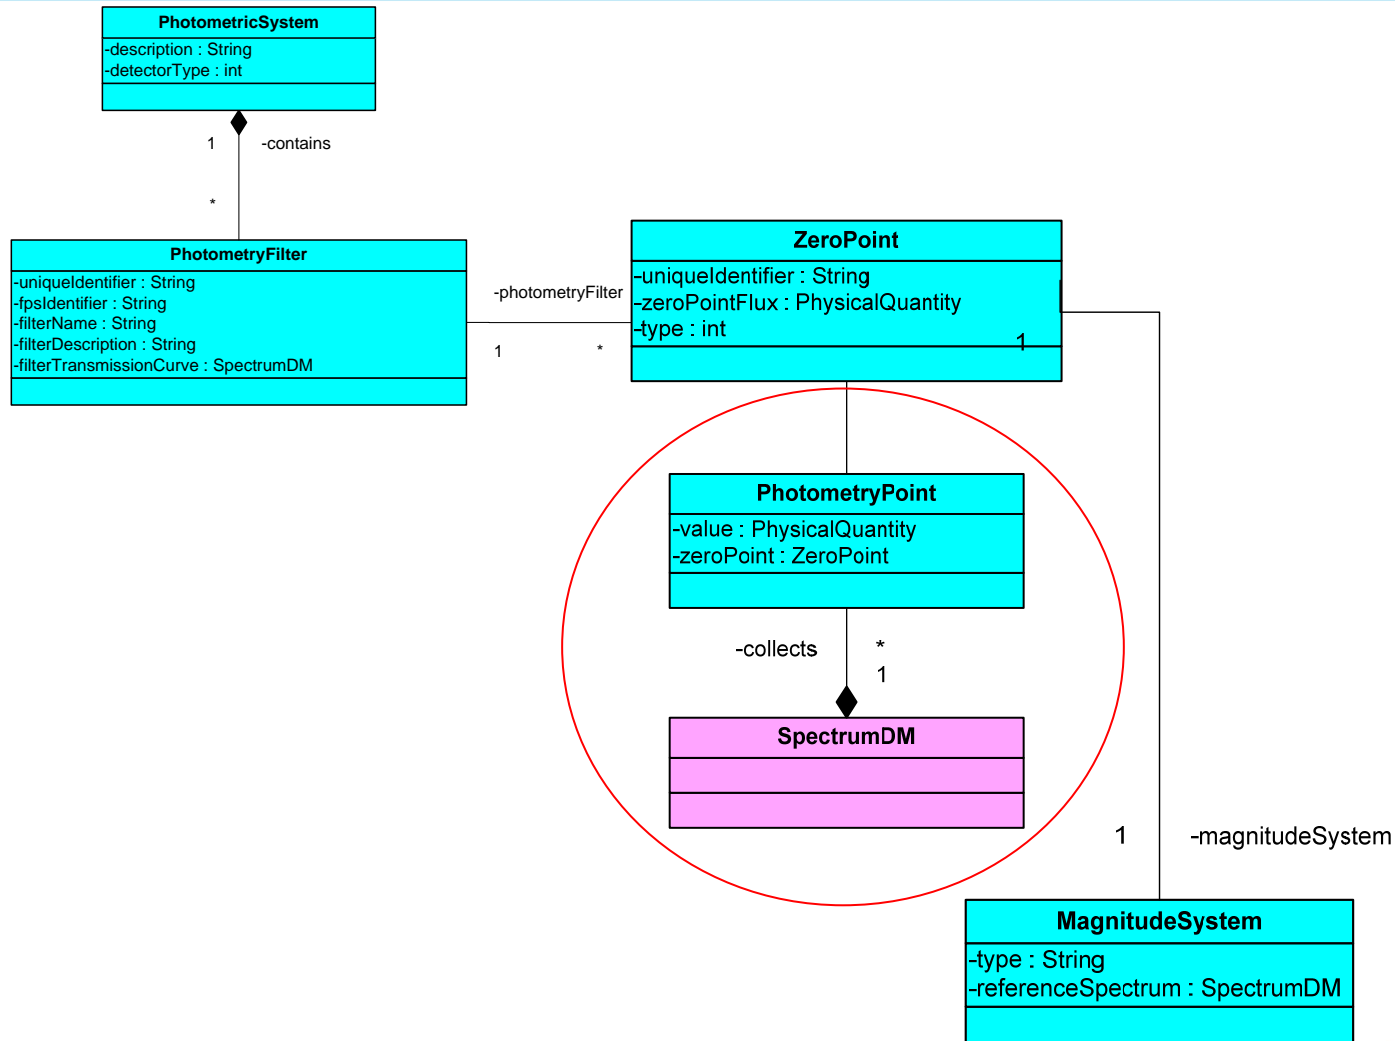 PhotometricSystem
-description : String
-detectorType : int
1
-contains
*
PhotometryFilter
-uniqueIdentifier : String
-fpsIdentifier : String
-filterName : String
-filterDescription : String
-filterTransmissionCurve : SpectrumDM
-photometryFilter
1
*
ZeroPoint
-uniqueIdentifier : String
-zeroPointFlux : PhysicalQuantity
-type : int
1
PhotometryPoint
-value : PhysicalQuantity
-zeroPoint : ZeroPoint
-collects
*
1
SpectrumDM
1
-magnitudeSystem
MagnitudeSystem
-type : String
-referenceSpectrum : SpectrumDM